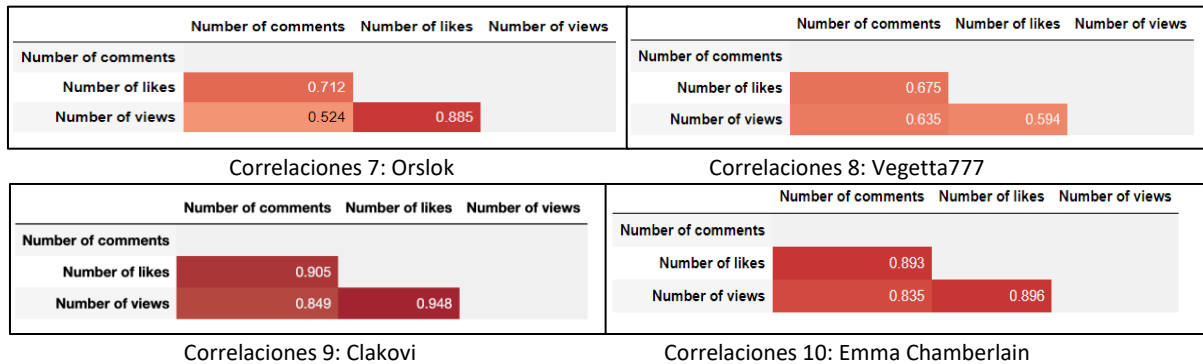 Number of comments Number of likes Number of views
Number of comments
Number of likes 0.712
Number of views 0.524 0.885
Correlaciones 7: Orslok
Number of comments Number of likes Number of views
Number of comments
Number of likes 0.675
Number of views 0.635 0.594
Correlaciones 8: Vegetta777
Number of comments Number of likes Number of views
Number of comments
Number of likes 0.905
Number of views 0.849 0.948
Correlaciones 9: Clakovi
Number of comments Number of likes Number of views
Number of comments
Number of likes 0.893
Number of views 0.835 0.896
Correlaciones 10: Emma Chamberlain